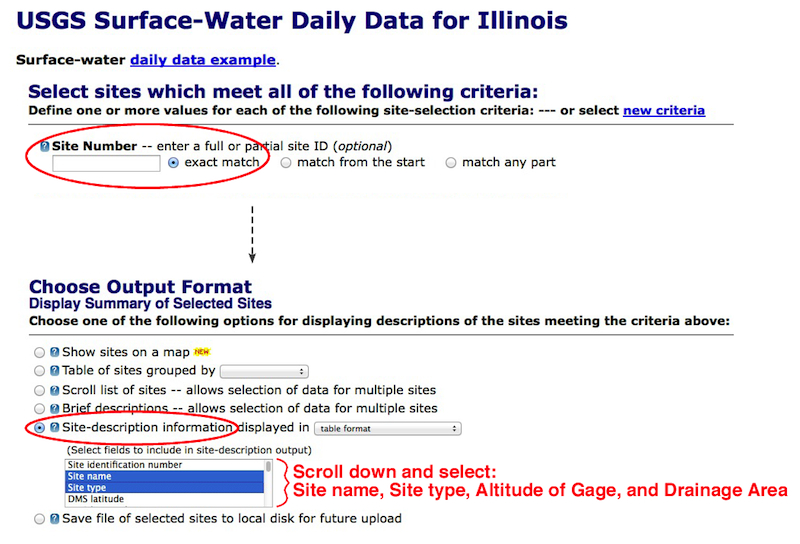 USGS Surface-Water Daily Data for Illinois
Surface-water daily data example.
Select sites which meet all of the following criteria:
Define one or more values for each of the following site-selection criteria: --- or select new criteria
? Site Number -- enter a full or partial site ID (optional)
exact match match from the start match any part
Choose Output Format
Display Summary of Selected Sites
Choose one of the following options for displaying descriptions of the sites meeting the criteria above:
? Show sites on a map NEW
? Table of sites grouped by
? Scroll list of sites -- allows selection of data for multiple sites
? Brief descriptions -- allows selection of data for multiple sites
? Site-description information displayed in table format
(Select fields to include in site-description output)
Site identification number
Site name
Site type
DMS latitude
Scroll down and select:
Site name, Site type, Altitude of Gage, and Drainage Area
? Save file of selected sites to local disk for future upload